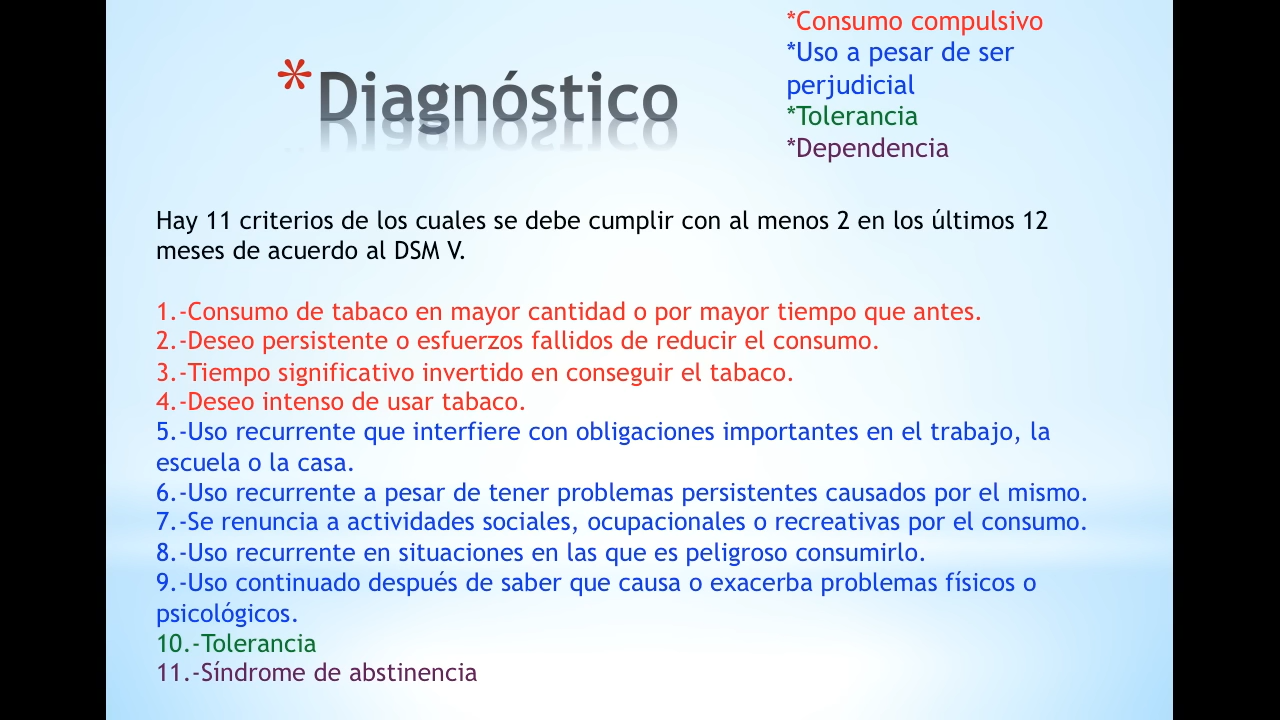 *Diagnóstico
*Consumo compulsivo
*Uso a pesar de ser
perjudicial
*Tolerancia
*Dependencia
Hay 11 criterios de los cuales se debe cumplir con al menos 2 en los últimos 12
meses de acuerdo al DSM V.
1.-Consumo de tabaco en mayor cantidad o por mayor tiempo que antes.
2.-Deseo persistente o esfuerzos fallidos de reducir el consumo.
3.-Tiempo significativo invertido en conseguir el tabaco.
4.-Deseo intenso de usar tabaco.
5.-Uso recurrente que interfiere con obligaciones importantes en el trabajo, la
escuela o la casa.
6.-Uso recurrente a pesar de tener problemas persistentes causados por el mismo.
7.-Se renuncia a actividades sociales, ocupacionales o recreativas por el consumo.
8.-Uso recurrente en situaciones en las que es peligroso consumirlo.
9.-Uso continuado después de saber que causa o exacerba problemas físicos o
psicológicos.
10.-Tolerancia
11.-Síndrome de abstinencia